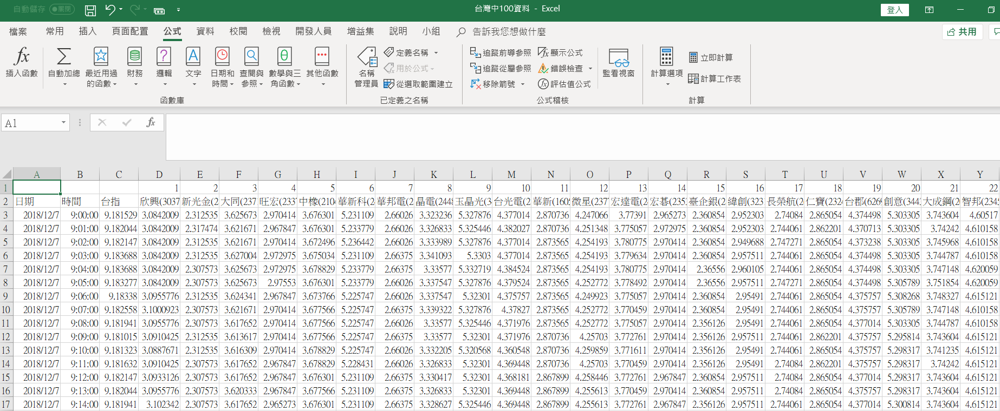 自動儲存 關閉 台灣中100資料 - Excel 登入
檔案 常用 插入 頁面配置 公式 資料 校閱 檢視 開發人員 增益集 說明 小組 告訴我您想做什麼 共用
插入函數 自動加總 最近用過的函數 財務 邏輯 文字 日期和時間 查閱與參照 數學與三角函數 其他函數
函數庫
名稱管理員 定義名稱 用於公式 從選取範圍建立
已定義之名稱
追蹤前導參照 追蹤從屬參照 移除箭號 顯示公式 錯誤檢查 評估值公式 監看視窗
公式稽核
計算選項 立即計算 計算工作表
計算
A1 fx
A B C D E F G H I J K L M N O P Q R S T U V W X Y
1 1 2 3 4 5 6 7 8 9 10 11 12 13 14 15 16 17 18 19 20 21 22
2 日期 時間 台指 欣興(3037 新光金(2 大同(237 旺宏(233 中橡(210 華新科(2 華邦電(2 晶電(244 玉晶光(3 台光電(2 華新(160 微星(237 宏達電(2 宏碁(235 臺企銀(2 緯創(323 長榮航(2 仁寶(232 台郡(626 創意(344 大成鋼(2 智邦(234
3 2018/12/7 9:00:00 9.181529 3.0842009 2.312535 3.625673 2.970414 3.676301 5.231109 2.66026 3.323236 5.327876 4.377014 2.870736 4.247066 3.77391 2.965273 2.360854 2.952303 2.74084 2.865054 4.374498 5.303305 3.743604 4.60517
4 2018/12/7 9:01:00 9.182044 3.0842009 2.317474 3.621671 2.967847 3.676301 5.233779 2.66026 3.326833 5.325446 4.382027 2.870736 4.251348 3.775057 2.972975 2.360854 2.952303 2.744061 2.862201 4.370713 5.303305 3.74242 4.610158
5 2018/12/7 9:02:00 9.182147 3.0842009 2.312535 3.621671 2.970414 3.672496 5.236442 2.66026 3.333989 5.327876 4.377014 2.873565 4.254193 3.780775 2.970414 2.360854 2.949688 2.747271 2.865054 4.373238 5.303305 3.745968 4.610158
6 2018/12/7 9:03:00 9.183688 3.0842009 2.312535 3.627004 2.972975 3.675034 5.231109 2.66375 3.341093 5.3303 4.377014 2.873565 4.254193 3.779634 2.970414 2.360854 2.957511 2.744061 2.865054 4.374498 5.303305 3.744787 4.610158
7 2018/12/7 9:04:00 9.183688 3.0842009 2.307573 3.625673 2.972975 3.678829 5.233779 2.66375 3.33577 5.332719 4.384524 2.873565 4.254193 3.780775 2.970414 2.36556 2.960105 2.744061 2.865054 4.374498 5.303305 3.747148 4.620059
8 2018/12/7 9:05:00 9.183277 3.0842009 2.307573 3.625673 2.97553 3.676301 5.233779 2.66026 3.337547 5.327876 4.379524 2.873565 4.252772 3.778492 2.970414 2.36556 2.957511 2.747271 2.865054 4.374498 5.305789 3.751854 4.620059
9 2018/12/7 9:06:00 9.18338 3.0955776 2.312535 3.624341 2.967847 3.673766 5.225747 2.66026 3.337547 5.32301 4.375757 2.873565 4.249923 3.775057 2.970414 2.360854 2.95491 2.744061 2.865054 4.375757 5.308268 3.748327 4.615121
10 2018/12/7 9:07:00 9.182558 3.1000923 2.307573 3.621671 2.970414 3.677566 5.225747 2.66375 3.339322 5.327876 4.37827 2.873565 4.252772 3.770459 2.970414 2.360854 2.95491 2.744061 2.865054 4.375757 5.305789 3.747148 4.610158
11 2018/12/7 9:08:00 9.181941 3.0955776 2.307573 3.617652 2.970414 3.677566 5.225747 2.66026 3.33577 5.325446 4.371976 2.873565 4.252772 3.775057 2.970414 2.356126 2.95491 2.744061 2.865054 4.377014 5.303305 3.744787 4.610158
12 2018/12/7 9:09:00 9.181015 3.0910425 2.312535 3.613617 2.970414 3.677566 5.225747 2.66375 3.33577 5.32301 4.371976 2.870736 4.25703 3.772761 2.970414 2.356126 2.957511 2.744061 2.862201 4.375757 5.295814 3.743604 4.615121
13 2018/12/7 9:10:00 9.181323 3.0887671 2.312535 3.616309 2.970414 3.678829 5.225747 2.66026 3.332205 5.320568 4.360548 2.870736 4.259859 3.771611 2.970414 2.356126 2.95491 2.744061 2.865054 4.375757 5.298317 3.741235 4.615121
14 2018/12/7 9:11:00 9.181632 3.0910425 2.307573 3.617652 2.967847 3.678829 5.228431 2.66026 3.326833 5.32301 4.369448 2.870736 4.25703 3.770459 2.970414 2.356126 2.95491 2.74084 2.862201 4.375757 5.298317 3.74242 4.615121
15 2018/12/7 9:12:00 9.182147 3.0933126 2.307573 3.617652 2.967847 3.676301 5.231109 2.66375 3.330417 5.32301 4.368181 2.867899 4.258446 3.772761 2.967847 2.360854 2.957511 2.74084 2.865054 4.377014 5.298317 3.743604 4.615121
16 2018/12/7 9:13:00 9.182044 3.0955776 2.307573 3.620333 2.967847 3.677566 5.231109 2.66375 3.326833 5.32301 4.369448 2.867899 4.255613 3.770459 2.970414 2.360854 2.957511 2.74084 2.865054 4.375757 5.298317 3.743604 4.615121
17 2018/12/7 9:14:00 9.181941 3.102342 2.307573 3.617652 2.965273 3.676301 5.231109 2.66375 3.328627 5.325446 4.369448 2.867899 4.255613 3.772761 2.967847 2.356126 2.957511 2.744061 2.865054 4.377014 5.300814 3.743604 4.615121